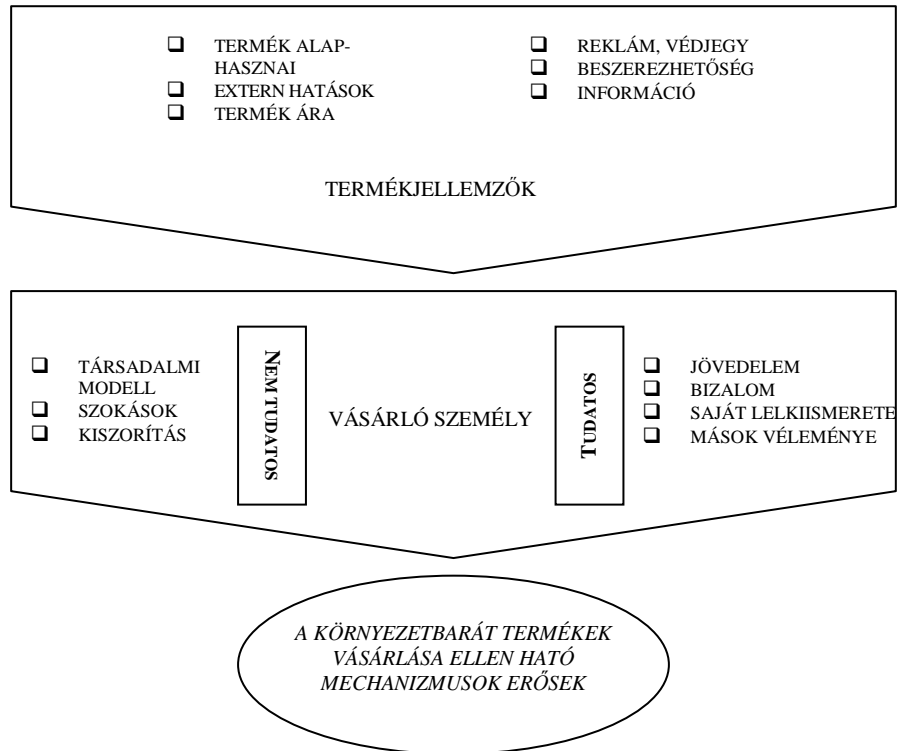 ❑ TERMÉK ALAP-
HASZNAI
❑ EXTERN HATÁSOK
❑ TERMÉK ÁRA
❑ REKLÁM, VÉDJEGY
❑ BESZEREZHETŐSÉG
❑ INFORMÁCIÓ
TERMÉKJELLEMZŐK
❑ TÁRSADALMI
MODELL
❑ SZOKÁSOK
❑ KISZORÍTÁS
NEM TUDATOS
VÁSÁRLÓ SZEMÉLY
TUDATOS
❑ JÖVEDELEM
❑ BIZALOM
❑ SAJÁT LELKIISMERETE
❑ MÁSOK VÉLEMÉNYE
A KÖRNYEZETBARÁT TERMÉKEK
VÁSÁRLÁSA ELLEN HATÓ
MECHANIZMUSOK ERŐSEK